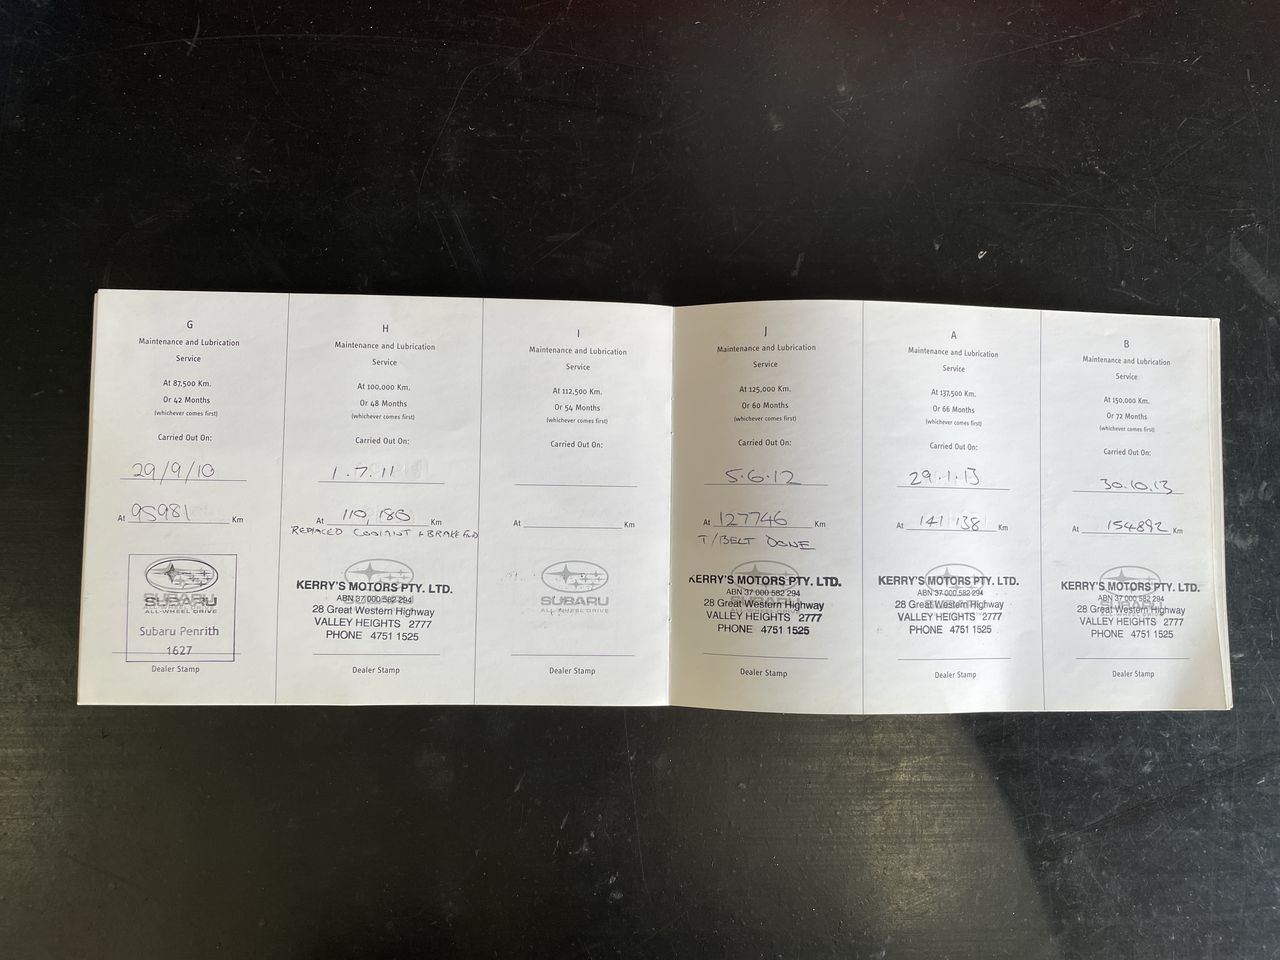 G
Maintenance and Lubrication
Service
At 87,500 Km.
Or 42 Months
(whichever comes first)
Carried Out On:
29/9/10
At 95981 Km
SUBARU
ALL-WHEEL DRIVE
Subaru Penrith
1627
Dealer Stamp
H
Maintenance and Lubrication
Service
At 100,000 Km.
Or 48 Months
(whichever comes first)
Carried Out On:
1.7.11
At 110,180 Km
REPLACED COOLANT + BRAKE
KERRY'S MOTORS PTY. LTD.
ABN 37 000 582 294
28 Great Western Highway
VALLEY HEIGHTS 2777
PHONE 4751 1525
Dealer Stamp
I
Maintenance and Lubrication
Service
At 112,500 Km.
Or 54 Months
(whichever comes first)
Carried Out On:
At Km
SUBARU
ALL-WHEEL DRIVE
Dealer Stamp
J
Maintenance and Lubrication
Service
At 125,000 Km.
Or 60 Months
(whichever comes first)
Carried Out On:
5.6.12
At 127746 Km
T/BELT DONE
KERRY'S MOTORS PTY. LTD.
ABN 37 000 582 294
28 Great Western Highway
VALLEY HEIGHTS 2777
PHONE 4751 1525
Dealer Stamp
A
Maintenance and Lubrication
Service
At 137,500 Km.
Or 66 Months
(whichever comes first)
Carried Out On:
29.1.13
At 141 138 Km
KERRY'S MOTORS PTY. LTD.
ABN 37 000 582 294
28 Great Western Highway
VALLEY HEIGHTS 2777
PHONE 4751 1525
Dealer Stamp
B
Maintenance and Lubrication
Service
At 150,000 Km.
Or 72 Months
(whichever comes first)
Carried Out On:
30.10.13
At 154892 Km
KERRY'S MOTORS PTY. LTD.
ABN 37 000 582 294
28 Great Western Highway
VALLEY HEIGHTS 2777
PHONE 4751 1525
Dealer Stamp